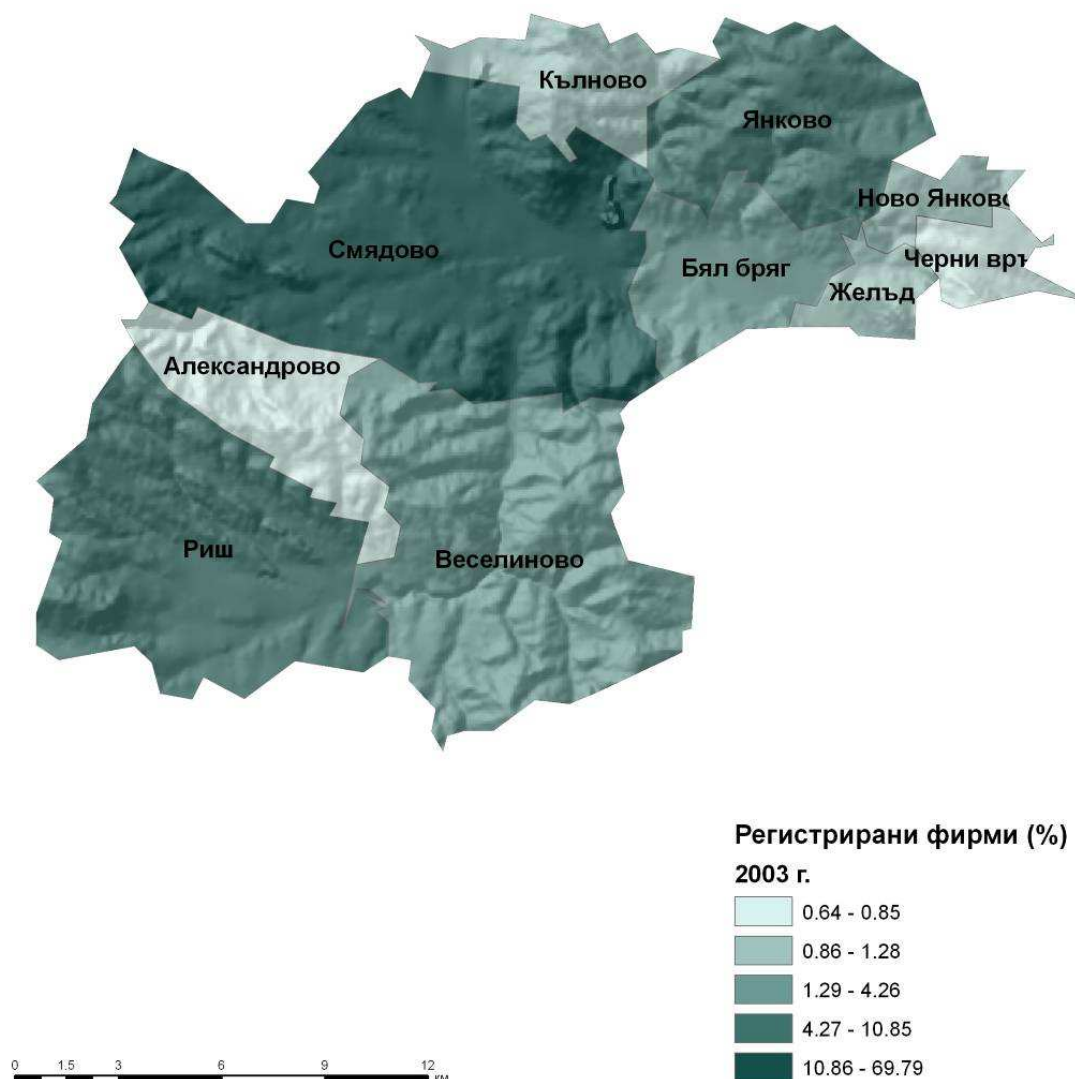 Кълново
Янково
Ново Янково
Смядово
Бял бряг
Черни връ
Желъд
Александрово
Риш
Веселиново
Регистрирани фирми (%)
2003 г.
0.64 - 0.85
0.86 - 1.28
1.29 - 4.26
4.27 - 10.85
10.86 - 69.79
0 1.5 3 6 9 12
км